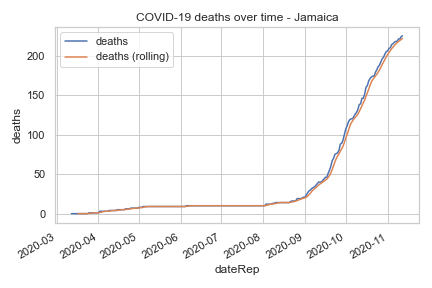 COVID-19 deaths over time - Jamaica
deaths
deaths (rolling)
deaths
200
150
100
50
0
2020-03
2020-04
2020-05
2020-06
2020-07
2020-08
2020-09
2020-10
2020-11
dateRep